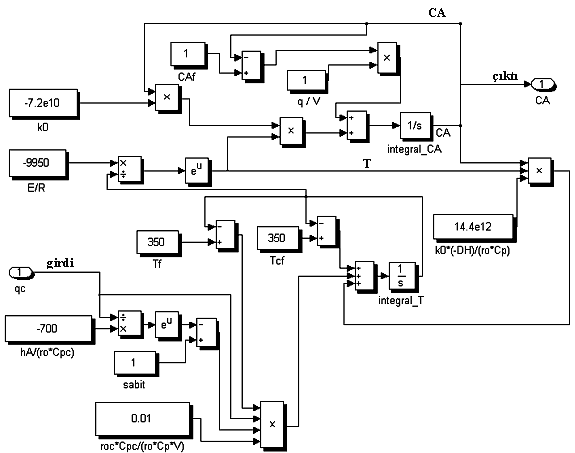 CA
1
CAf
1
q / V
-7.2e10
k0
1/s
integral_CA
CA
çıktı
1
CA
-9950
E/R
e^u
T
14.4e12
k0*(-DH)/(ro*Cp)
350
Tf
350
Tcf
1
s
integral_T
1
qc
girdi
-700
hA/(ro*Cpc)
e^u
1
sabit
0.01
roc*Cpc/(ro*Cp*V)